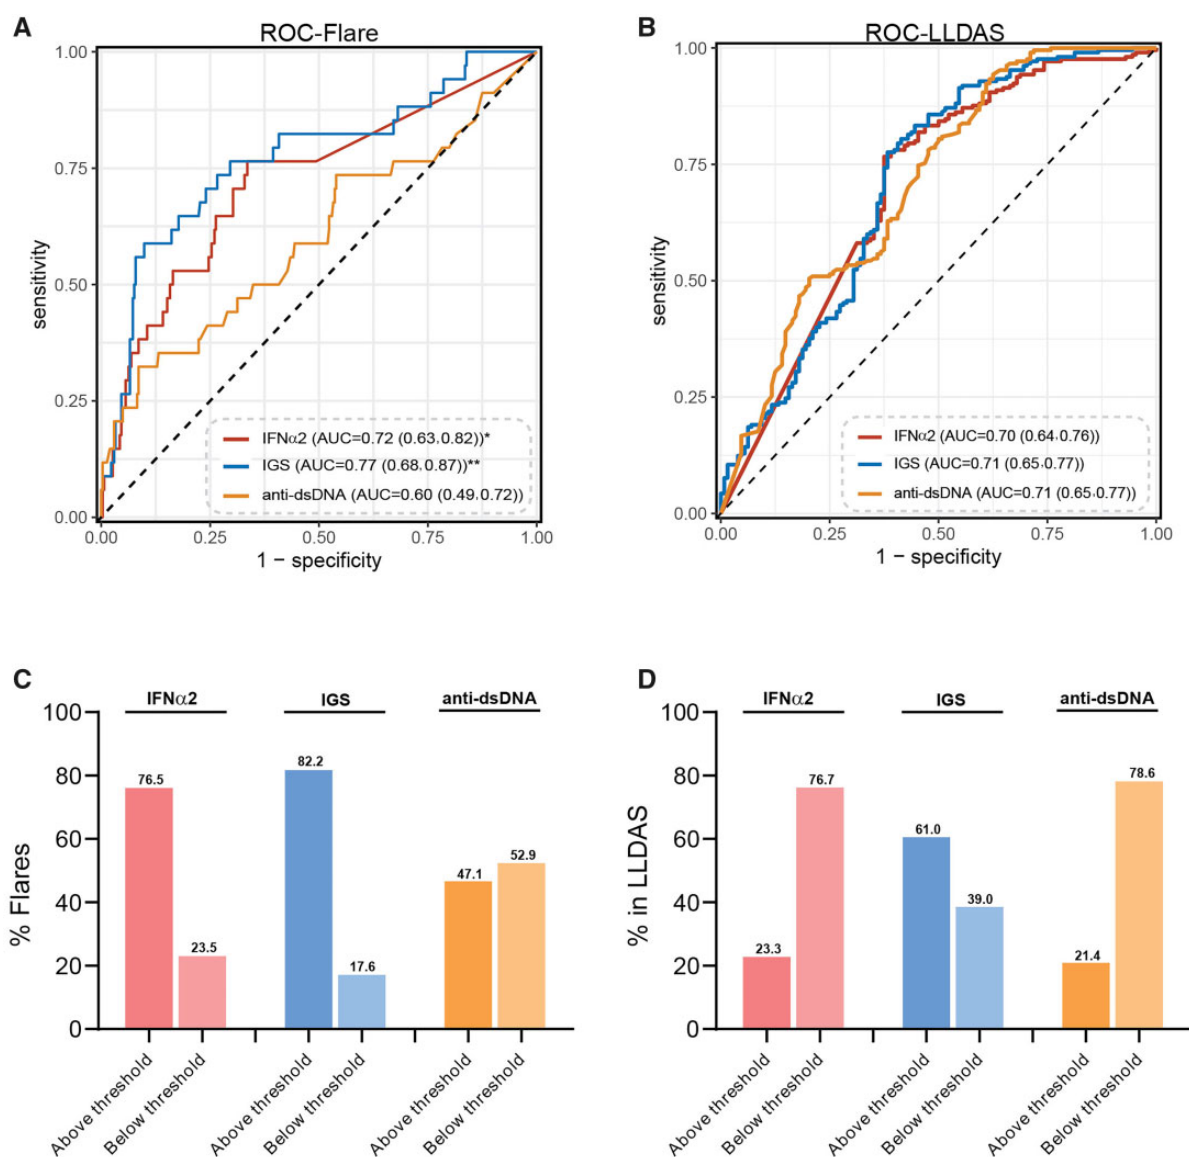 A
ROC-Flare
1.00
0.75
0.50
0.25
0.00
sensitivity
IFNα2 (AUC=0.72 (0.63,0.82))*
IGS (AUC=0.77 (0.68,0.87))**
anti-dsDNA (AUC=0.60 (0.49,0.72))
0.00 0.25 0.50 0.75 1.00
1 − specificity
B
ROC-LLDAS
1.00
0.75
0.50
0.25
0.00
sensitivity
IFNα2 (AUC=0.70 (0.64,0.76))
IGS (AUC=0.71 (0.65,0.77))
anti-dsDNA (AUC=0.71 (0.65,0.77))
0.00 0.25 0.50 0.75 1.00
1 − specificity
C
IFNα2 IGS anti-dsDNA
100
80
60
40
20
0
% Flares
76.5
23.5
82.2
17.6
47.1
52.9
Above threshold
Below threshold
Above threshold
Below threshold
Above threshold
Below threshold
D
IFNα2 IGS anti-dsDNA
100
80
60
40
20
0
% in LLDAS
23.3
76.7
61.0
39.0
21.4
78.6
Above threshold
Below threshold
Above threshold
Below threshold
Above threshold
Below threshold